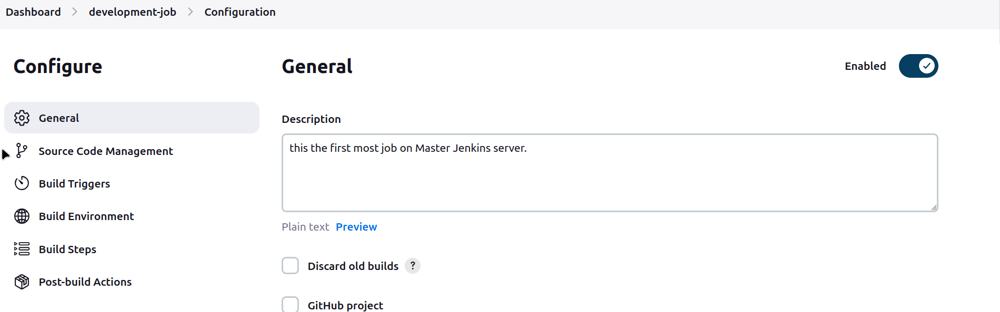 Dashboard > development-job > Configuration
Configure
General
Source Code Management
Build Triggers
Build Environment
Build Steps
Post-build Actions
General
Enabled
Description
this the first most job on Master Jenkins server.
Plain text Preview
Discard old builds ?
GitHub project